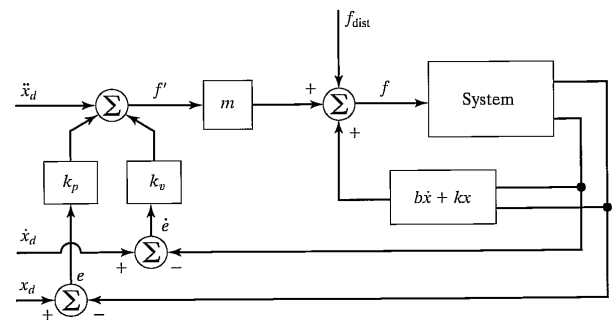 f_dist
ẍ_d
Σ
f′
m
+
Σ
f
System
+
k_p
k_v
bẋ + kx
ẋ_d
ė
+
Σ
−
x_d
e
+
Σ
−